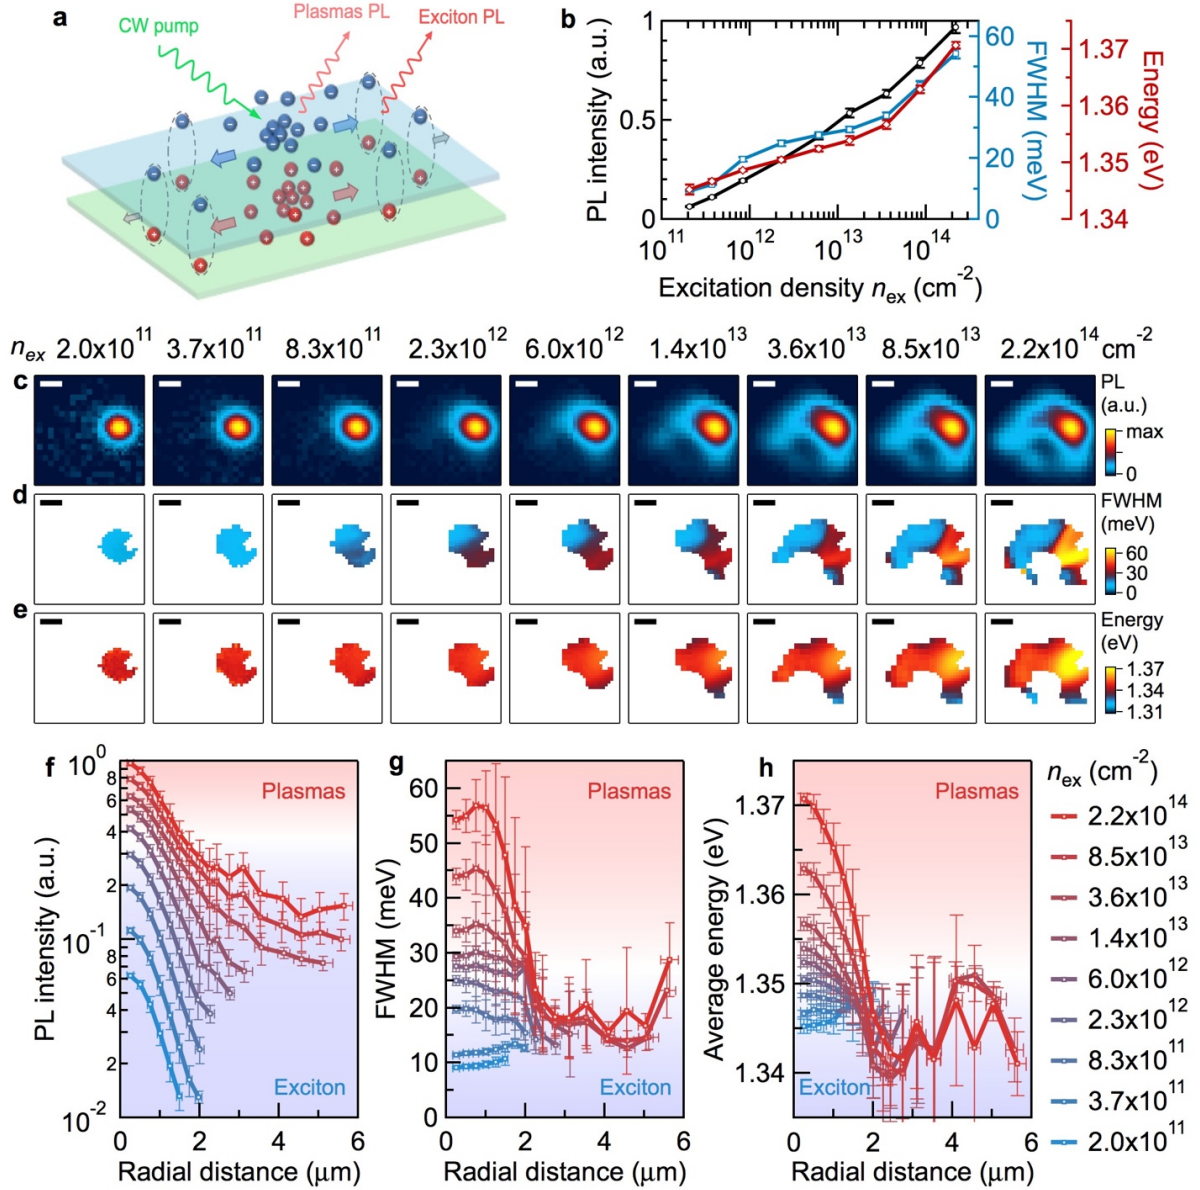 a
CW pump
Plasmas PL
Exciton PL
b
PL intensity (a.u.)
1
0.5
0
10^11
10^12
10^13
10^14
Excitation density n_ex (cm^-2)
60
40
20
0
FWHM (meV)
1.37
1.36
1.35
1.34
Energy (eV)
n_ex 2.0x10^11 3.7x10^11 8.3x10^11 2.3x10^12 6.0x10^12 1.4x10^13 3.6x10^13 8.5x10^13 2.2x10^14 cm^-2
c
PL
(a.u.)
max
0
d
FWHM
(meV)
60
30
0
e
Energy
(eV)
1.37
1.34
1.31
f
Plasmas
Exciton
PL intensity (a.u.)
10^0
8
6
4
2
10^-1
8
6
4
2
10^-2
0 2 4 6
Radial distance (μm)
g
Plasmas
Exciton
FWHM (meV)
60
50
40
30
20
10
0
0 2 4 6
Radial distance (μm)
h
Plasmas
Exciton
Average energy (eV)
1.37
1.36
1.35
1.34
0 2 4 6
Radial distance (μm)
n_ex (cm^-2)
2.2x10^14
8.5x10^13
3.6x10^13
1.4x10^13
6.0x10^12
2.3x10^12
8.3x10^11
3.7x10^11
2.0x10^11